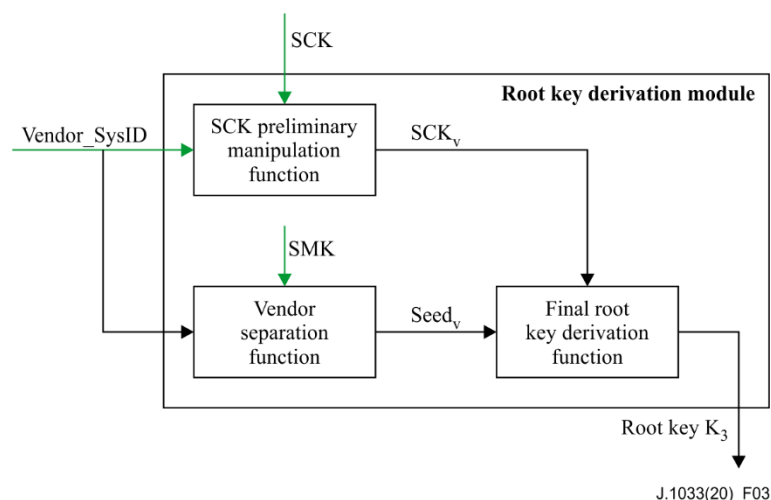 SCK
Root key derivation module
Vendor_SysID
SCK preliminary
manipulation
function
SCKv
SMK
Vendor
separation
function
Seedv
Final root
key derivation
function
Root key K3
J.1033(20)_F03